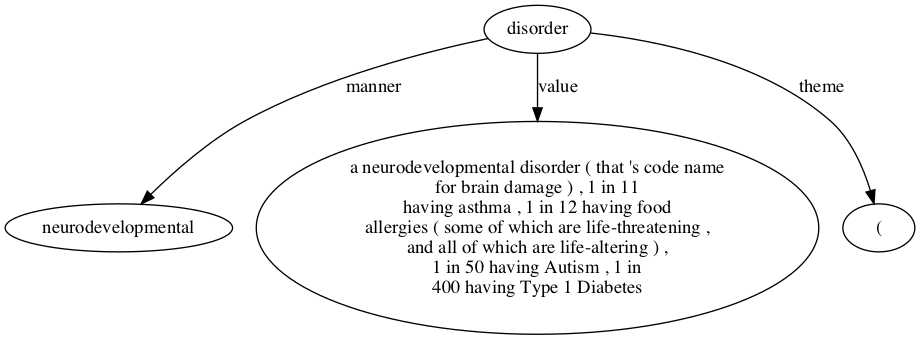 disorder
manner
value
theme
a neurodevelopmental disorder ( that 's code name
for brain damage ) , 1 in 11
having asthma , 1 in 12 having food
allergies ( some of which are life-threatening ,
and all of which are life-altering ) ,
1 in 50 having Autism , 1 in
400 having Type 1 Diabetes
neurodevelopmental
(